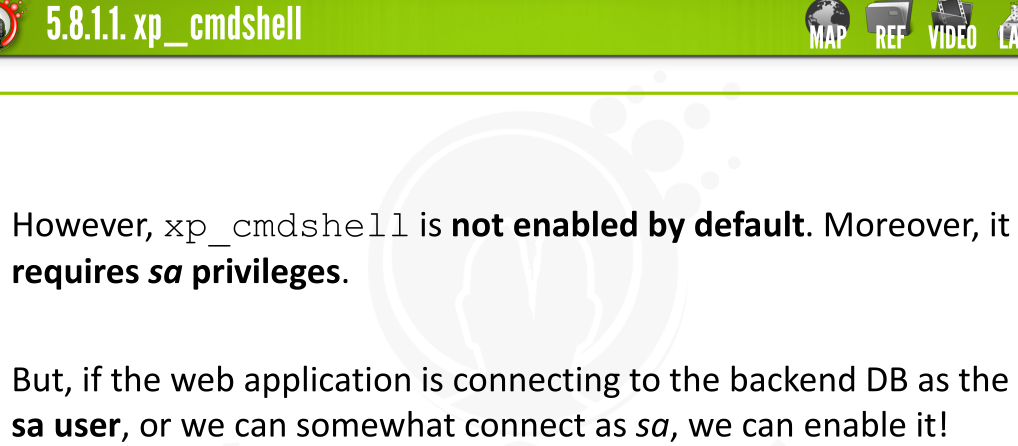 5.8.1.1. xp_cmdshell
MAP REF VIDEO
However, xp_cmdshell is not enabled by default. Moreover, it
requires sa privileges.
But, if the web application is connecting to the backend DB as the
sa user, or we can somewhat connect as sa, we can enable it!